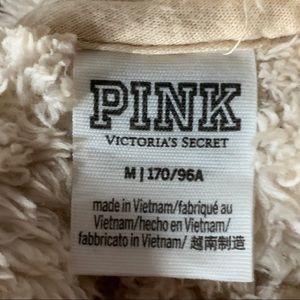 PINK
VICTORIA'S SECRET
M | 170/96A
made in Vietnam/fabriqué au
Vietnam/hecho en Vietnam/
fabbricato in Vietnam/ 越南制造